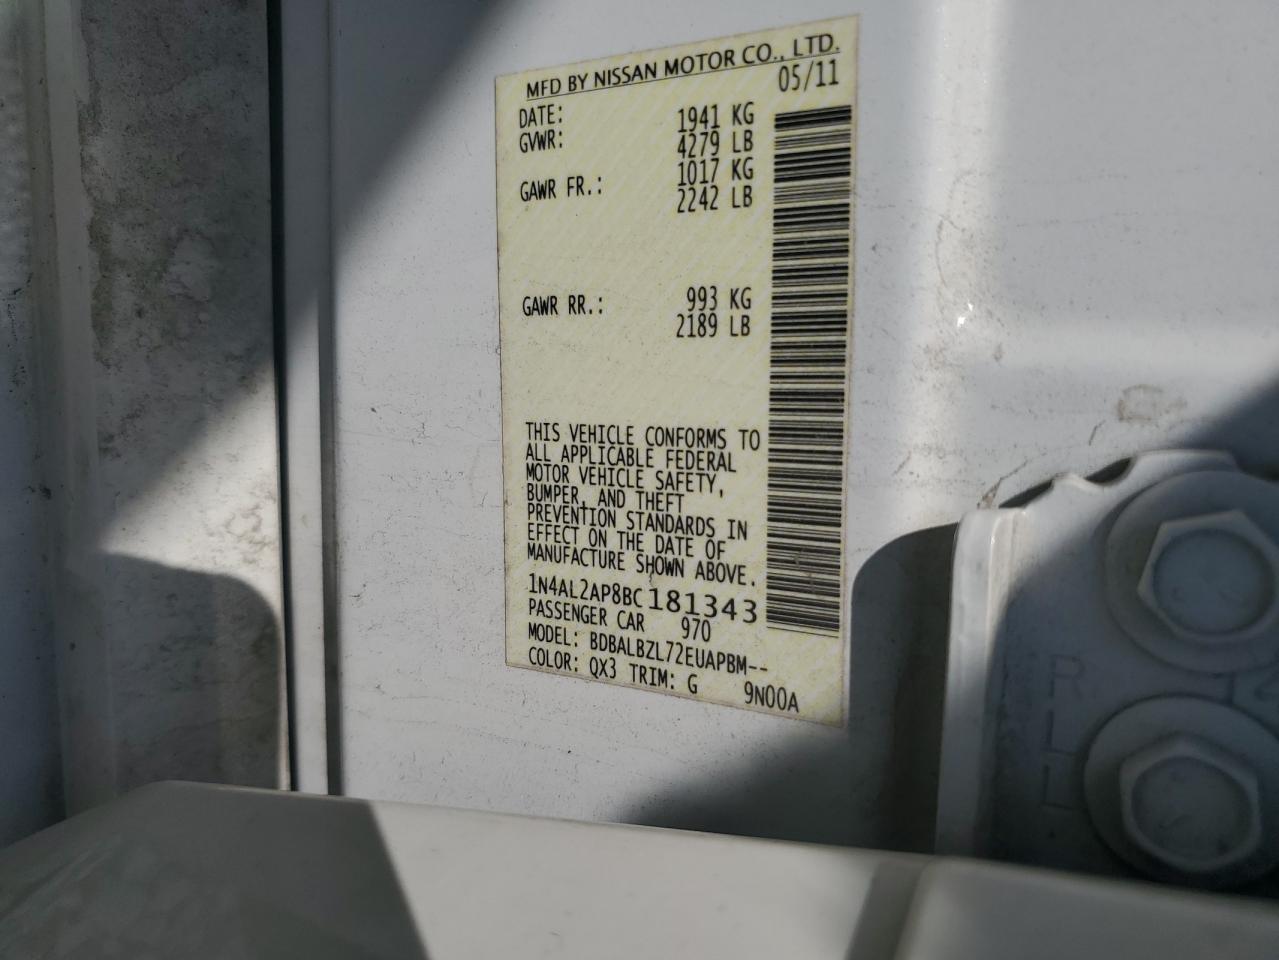 MFD BY NISSAN MOTOR CO., LTD.
DATE: 05/11
GVWR: 1941 KG
4279 LB
GAWR FR.: 1017 KG
2242 LB
GAWR RR.: 993 KG
2189 LB
THIS VEHICLE CONFORMS TO
ALL APPLICABLE FEDERAL
MOTOR VEHICLE SAFETY,
BUMPER, AND THEFT
PREVENTION STANDARDS IN
EFFECT ON THE DATE OF
MANUFACTURE SHOWN ABOVE.
1N4AL2AP8BC181343
PASSENGER CAR 970
MODEL: BDBALBZL72EUAPBM--
COLOR: QX3 TRIM: G 9N00A